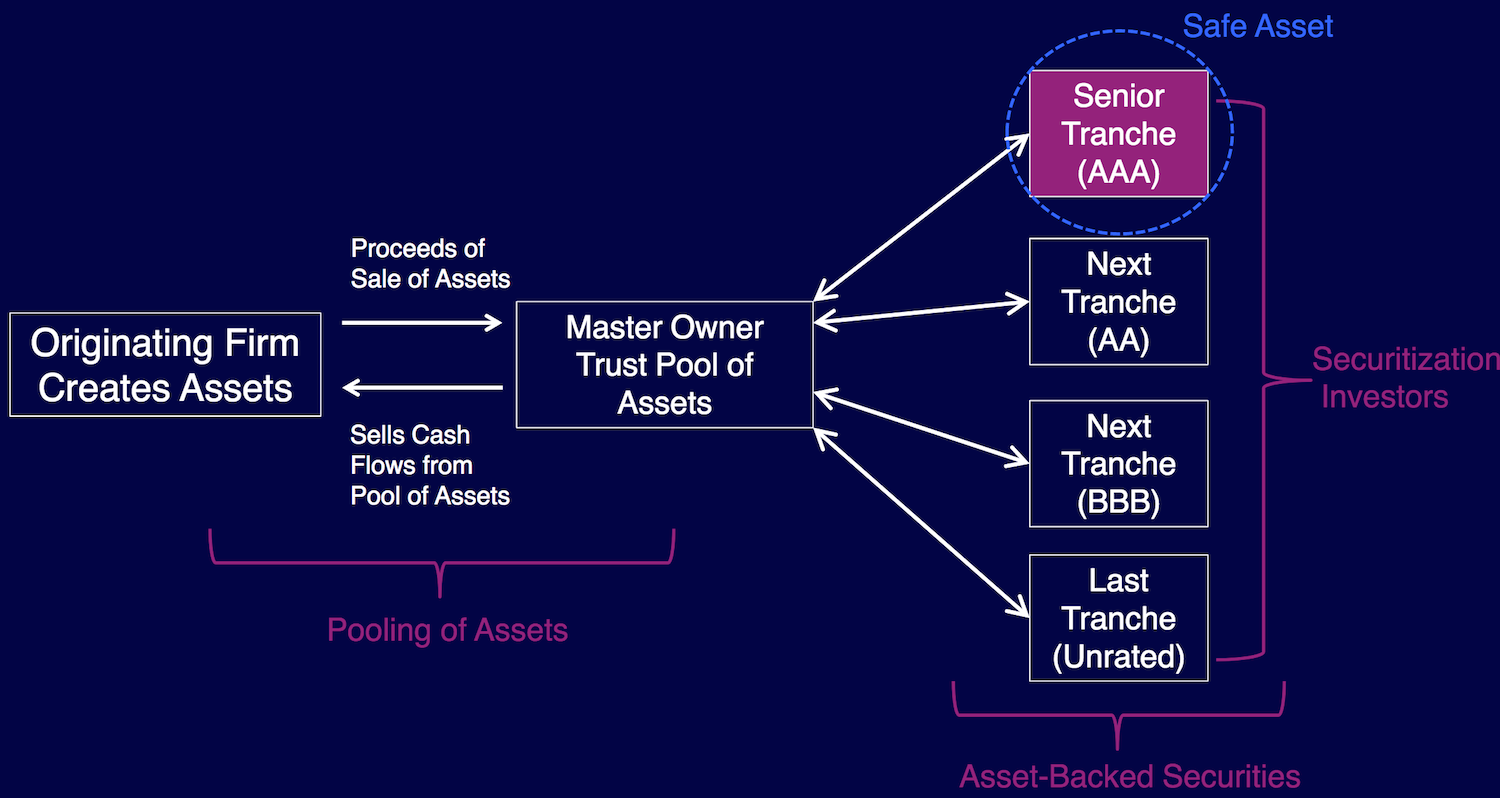 Safe Asset
Senior
Tranche
(AAA)
Proceeds of
Sale of Assets
Next
Tranche
(AA)
Originating Firm
Creates Assets
Master Owner
Trust Pool of
Assets
Securitization
Investors
Sells Cash
Flows from
Pool of Assets
Next
Tranche
(BBB)
Last
Tranche
(Unrated)
Pooling of Assets
Asset-Backed Securities